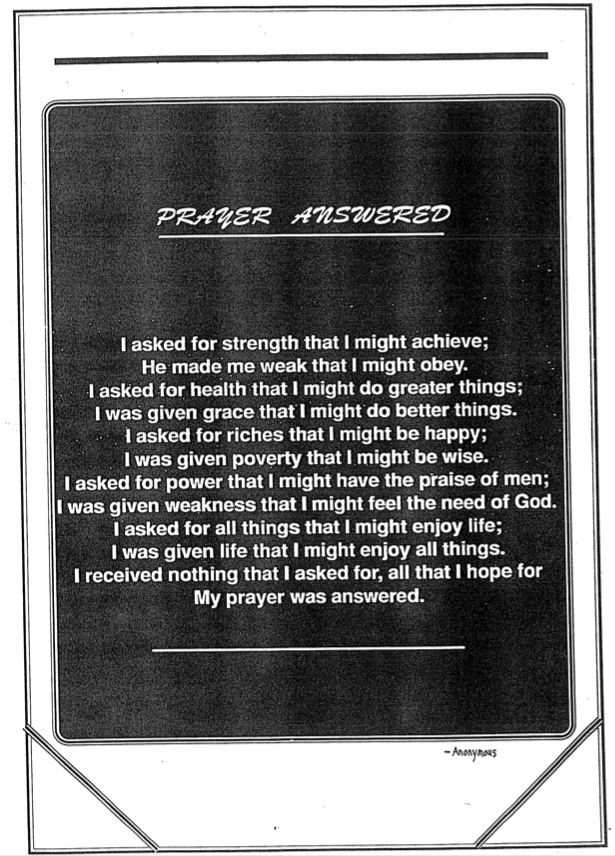 PRAYER ANSWERED
I asked for strength that I might achieve;
He made me weak that I might obey.
I asked for health that I might do greater things;
I was given grace that I might do better things.
I asked for riches that I might be happy;
I was given poverty that I might be wise.
I asked for power that I might have the praise of men;
I was given weakness that I might feel the need of God.
I asked for all things that I might enjoy life;
I was given life that I might enjoy all things.
I received nothing that I asked for, all that I hope for
My prayer was answered.
– Anonymous